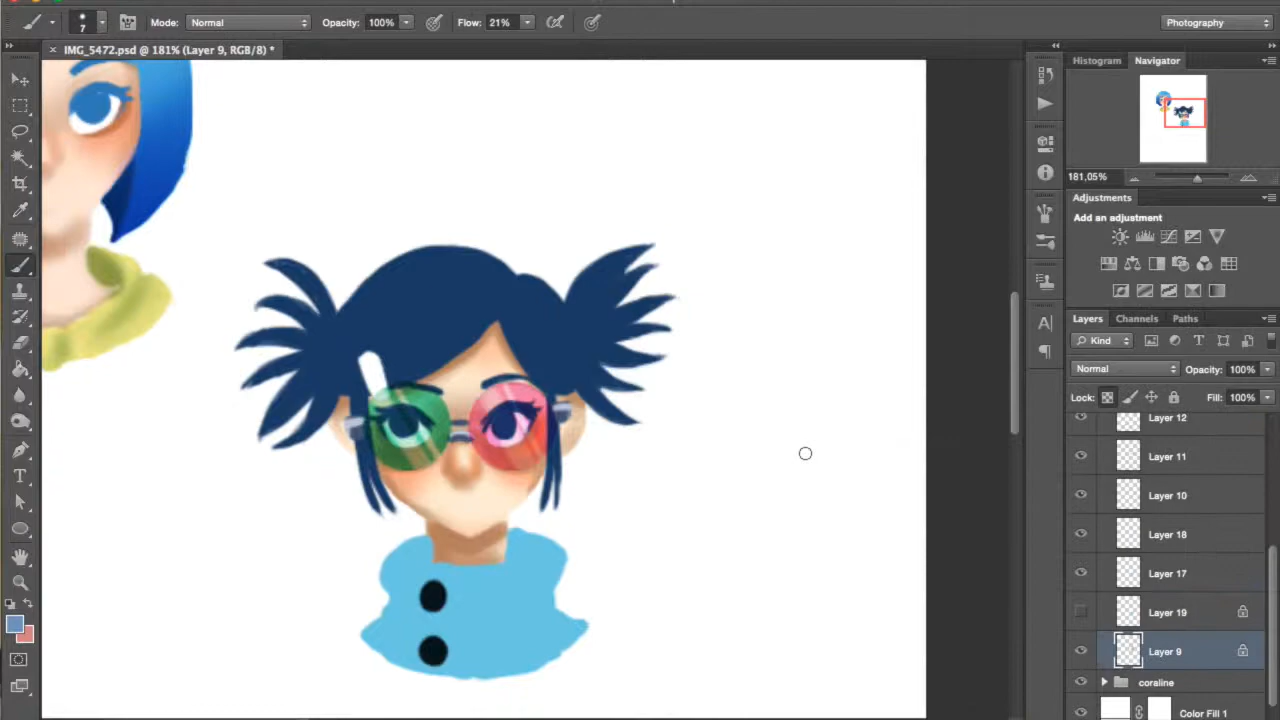 7 Mode: Normal Opacity: 100% Flow: 21% Photography
× IMG_5472.psd @ 181% (Layer 9, RGB/8) *
Histogram Navigator
181,05%
Adjustments
Add an adjustment
Layers Channels Paths
Kind
Normal Opacity: 100%
Lock: Fill: 100%
Layer 12
Layer 11
Layer 10
Layer 18
Layer 17
Layer 19
Layer 9
coraline
Color Fill 1